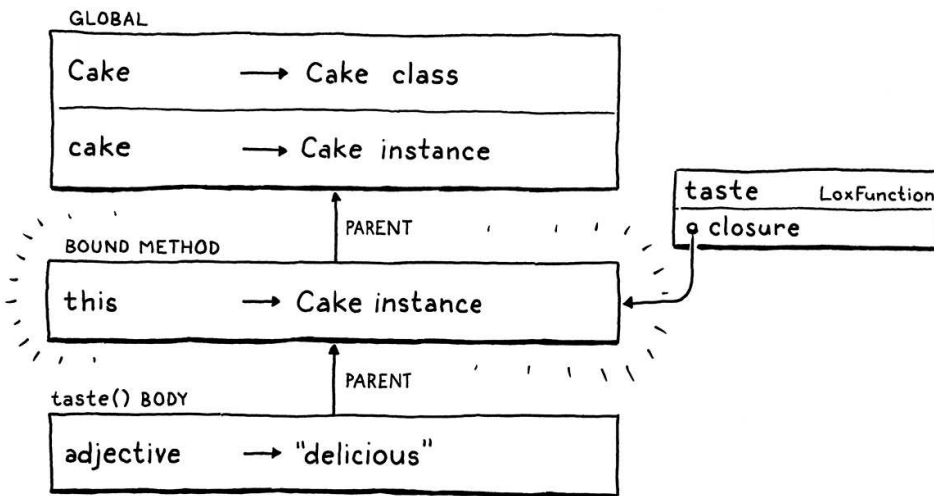 GLOBAL
Cake → Cake class
cake → Cake instance
PARENT
taste LoxFunction
closure
BOUND METHOD
this → Cake instance
PARENT
taste() BODY
adjective → "delicious"